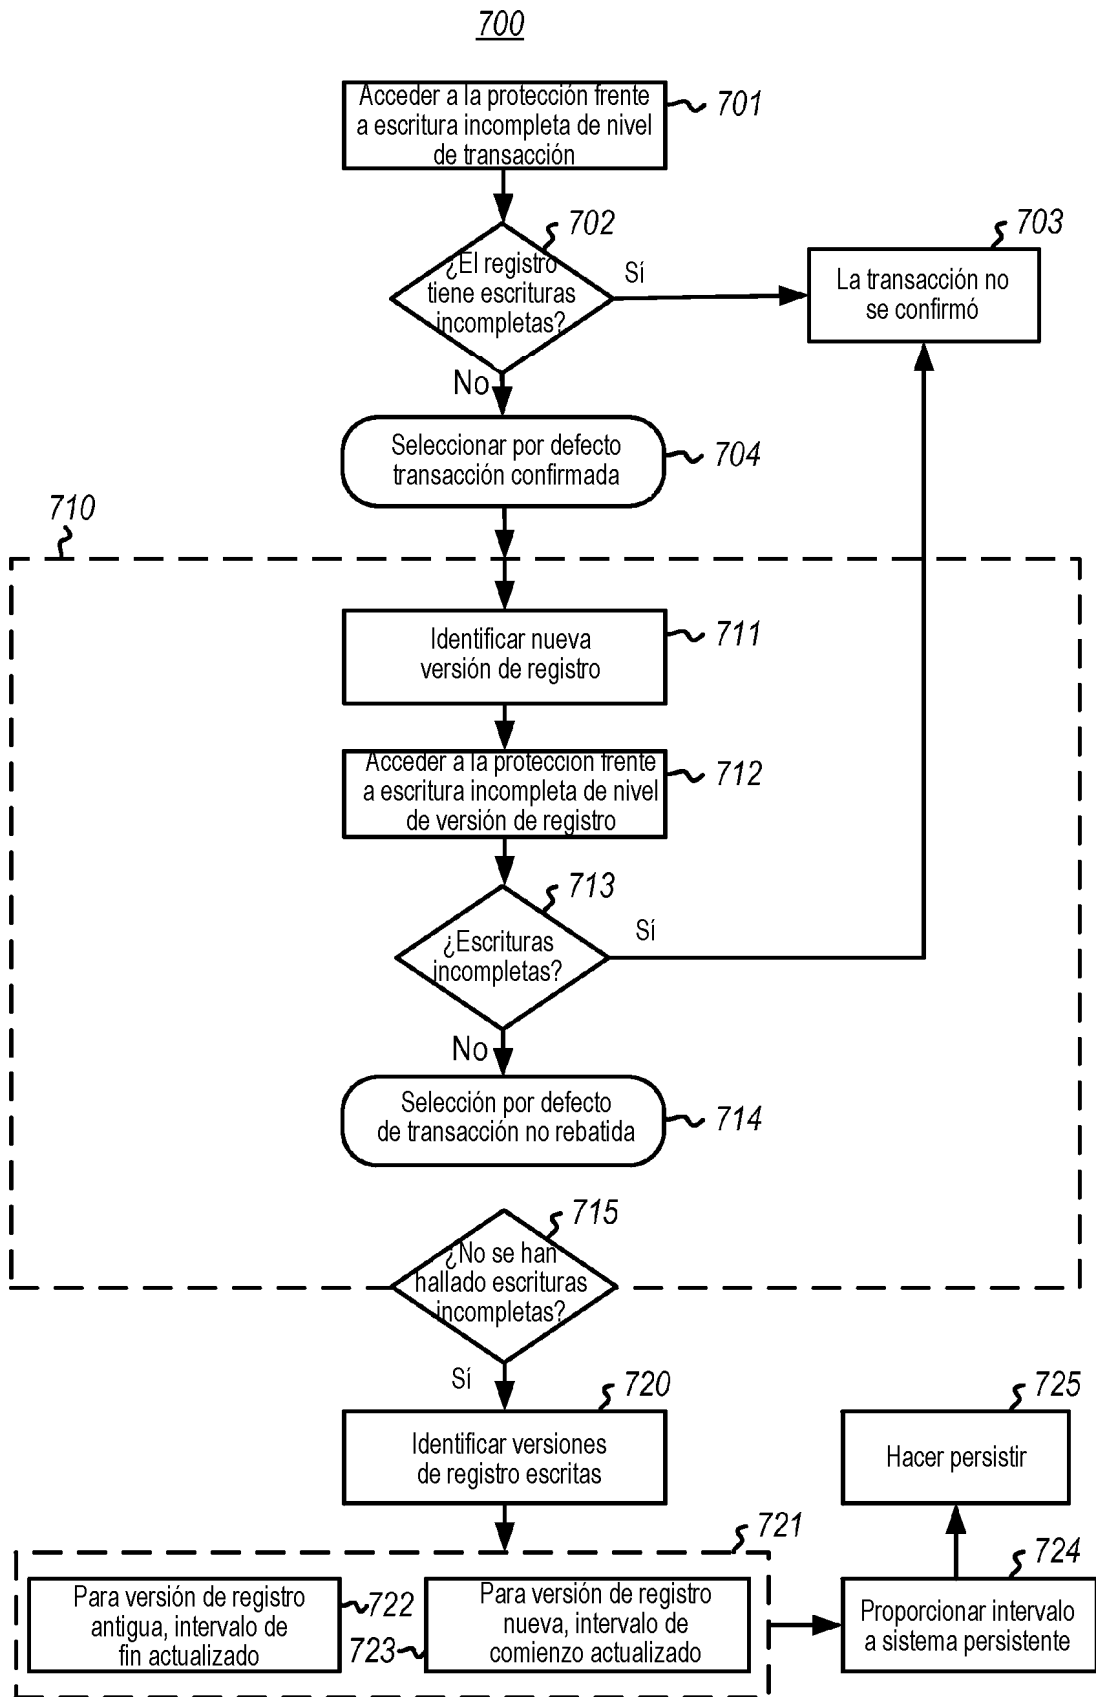 700
Acceder a la protección frente
a escritura incompleta de nivel
de transacción
701
702
¿El registro
tiene escrituras
incompletas?
Sí
703
La transacción no
se confirmó
No
Seleccionar por defecto
transacción confirmada
704
710
Identificar nueva
versión de registro
711
Acceder a la protección frente
a escritura incompleta de nivel
de versión de registro
712
713
¿Escrituras
incompletas?
Sí
No
Selección por defecto
de transacción no rebatida
714
715
¿No se han
hallado escrituras
incompletas?
Sí
720
Identificar versiones
de registro escritas
725
Hacer persistir
721
Para versión de registro
antigua, intervalo de
fin actualizado
722
723
Para versión de registro
nueva, intervalo de
comienzo actualizado
724
Proporcionar intervalo
a sistema persistente